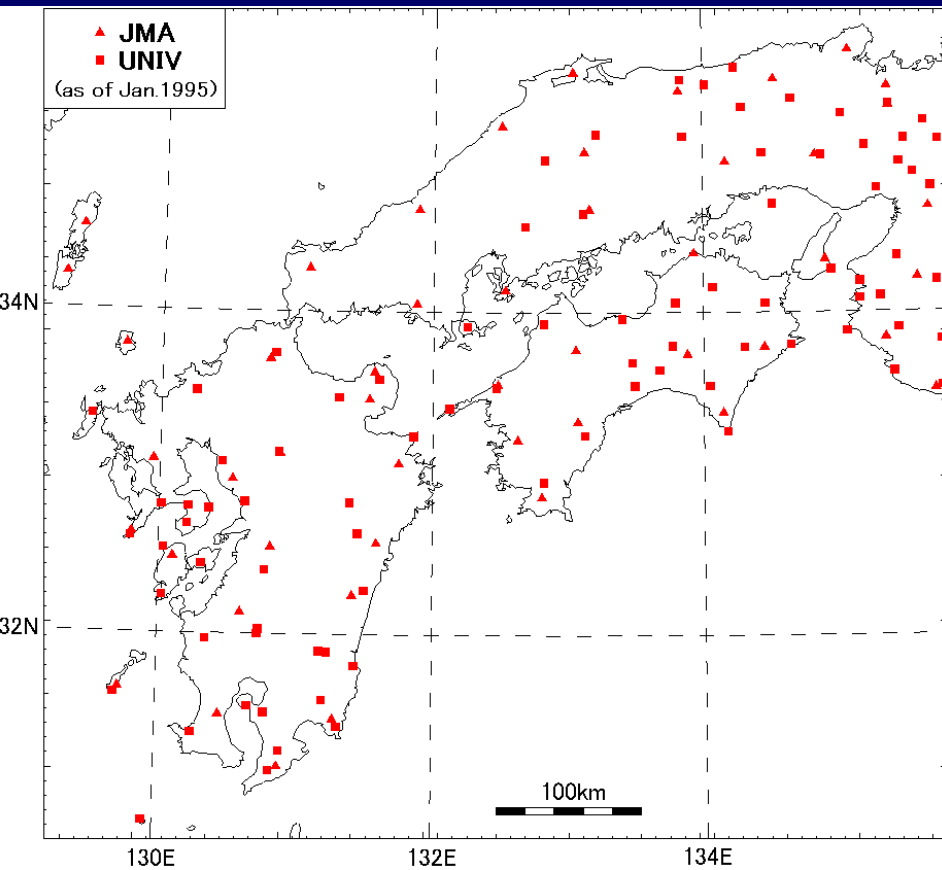 JMA
UNIV
(as of Jan.1995)
34N
32N
100km
130E
132E
134E